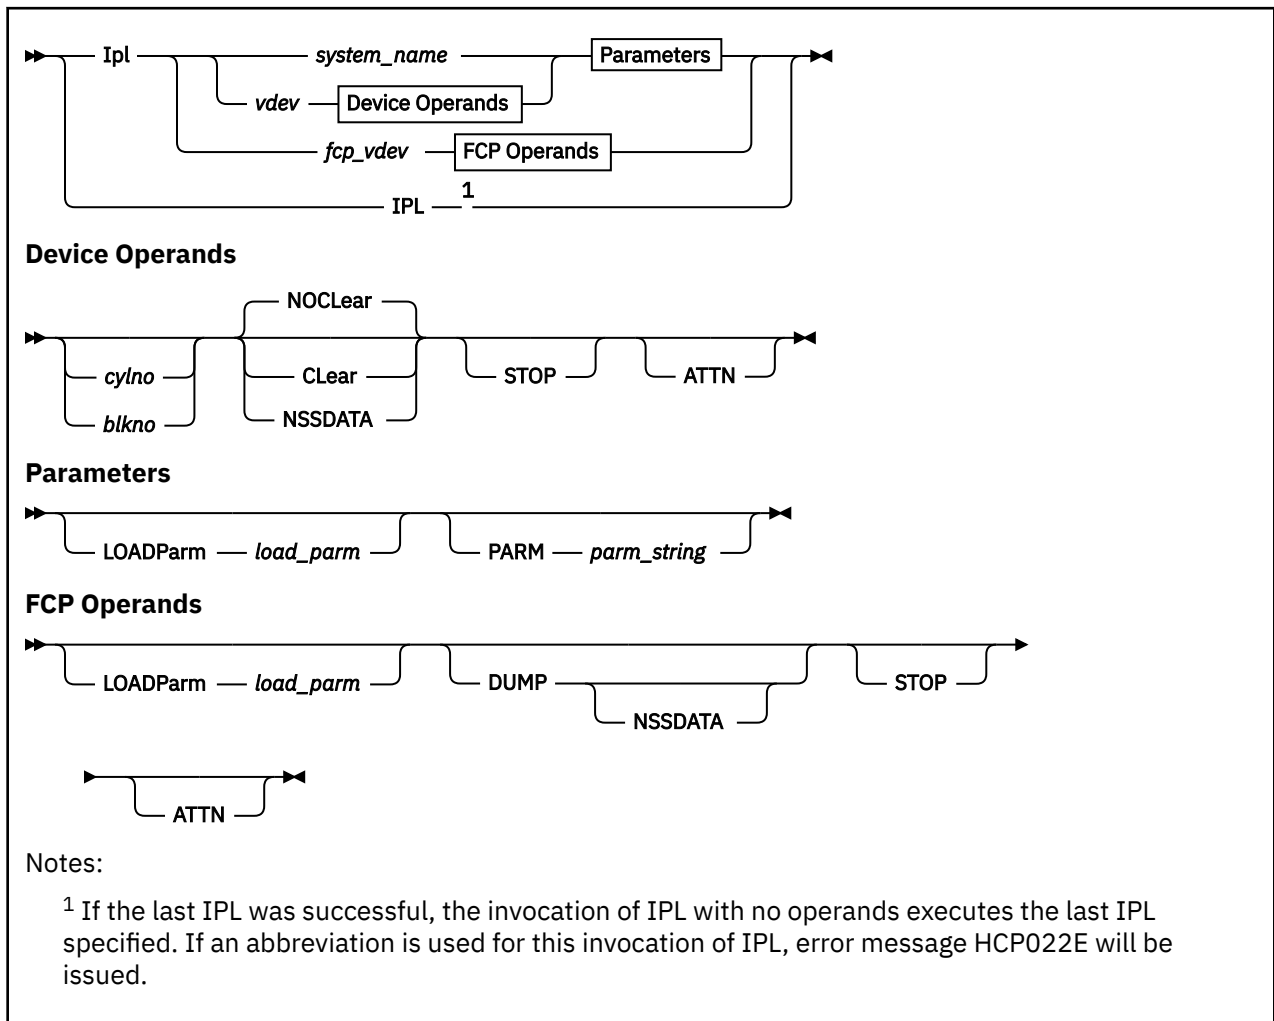 Ipl system_name Parameters
vdev Device Operands
fcp_vdev FCP Operands
IPL 1
Device Operands
NOCLear
cylno CLear STOP ATTN
blkno NSSDATA
Parameters
LOADParm load_parm PARM parm_string
FCP Operands
LOADParm load_parm DUMP STOP
NSSDATA
ATTN
Notes:
1 If the last IPL was successful, the invocation of IPL with no operands executes the last IPL
specified. If an abbreviation is used for this invocation of IPL, error message HCP022E will be
issued.